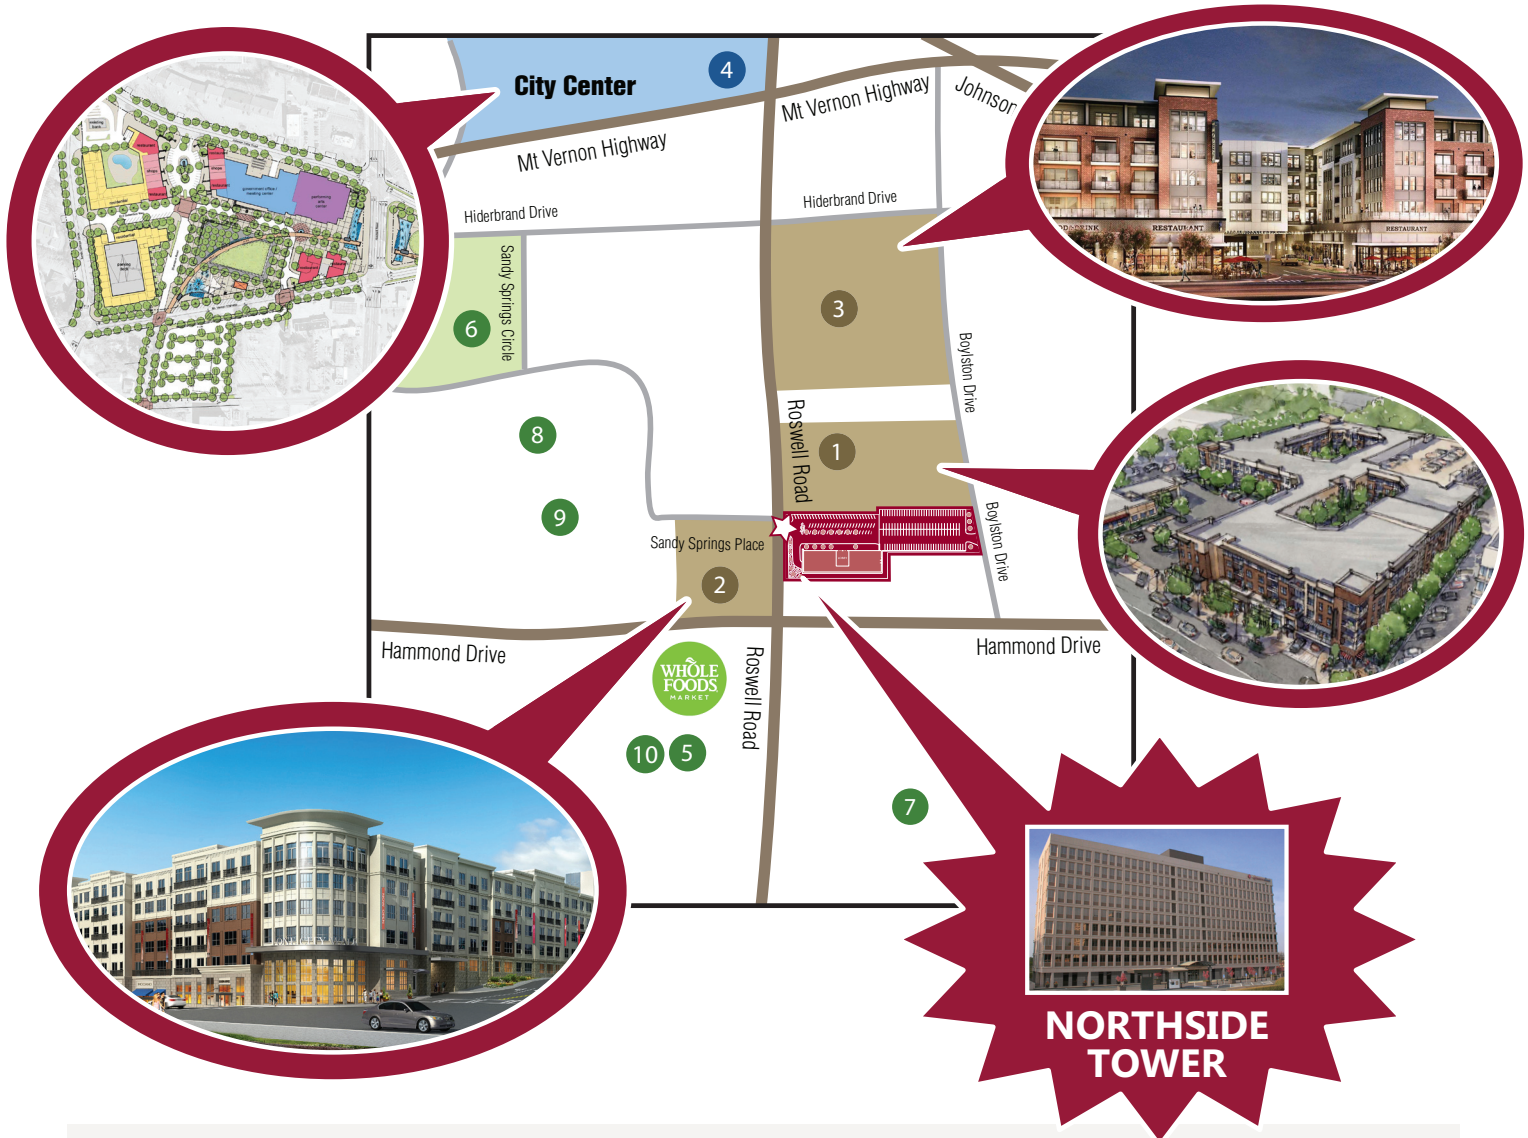 City Center
4
Mt Vernon Highway
Johnson
Mt Vernon Highway
Hiderbrand Drive
Hiderbrand Drive
RESTAURANT
RESTAURANT
Sandy Springs Circle
6
3
Boylston Drive
8
Roswell Road
1
9
Boylston Drive
Sandy Springs Place
2
Hammond Drive
Hammond Drive
WHOLE
FOODS
MARKET
Roswell Road
10
5
7
NORTHSIDE
TOWER